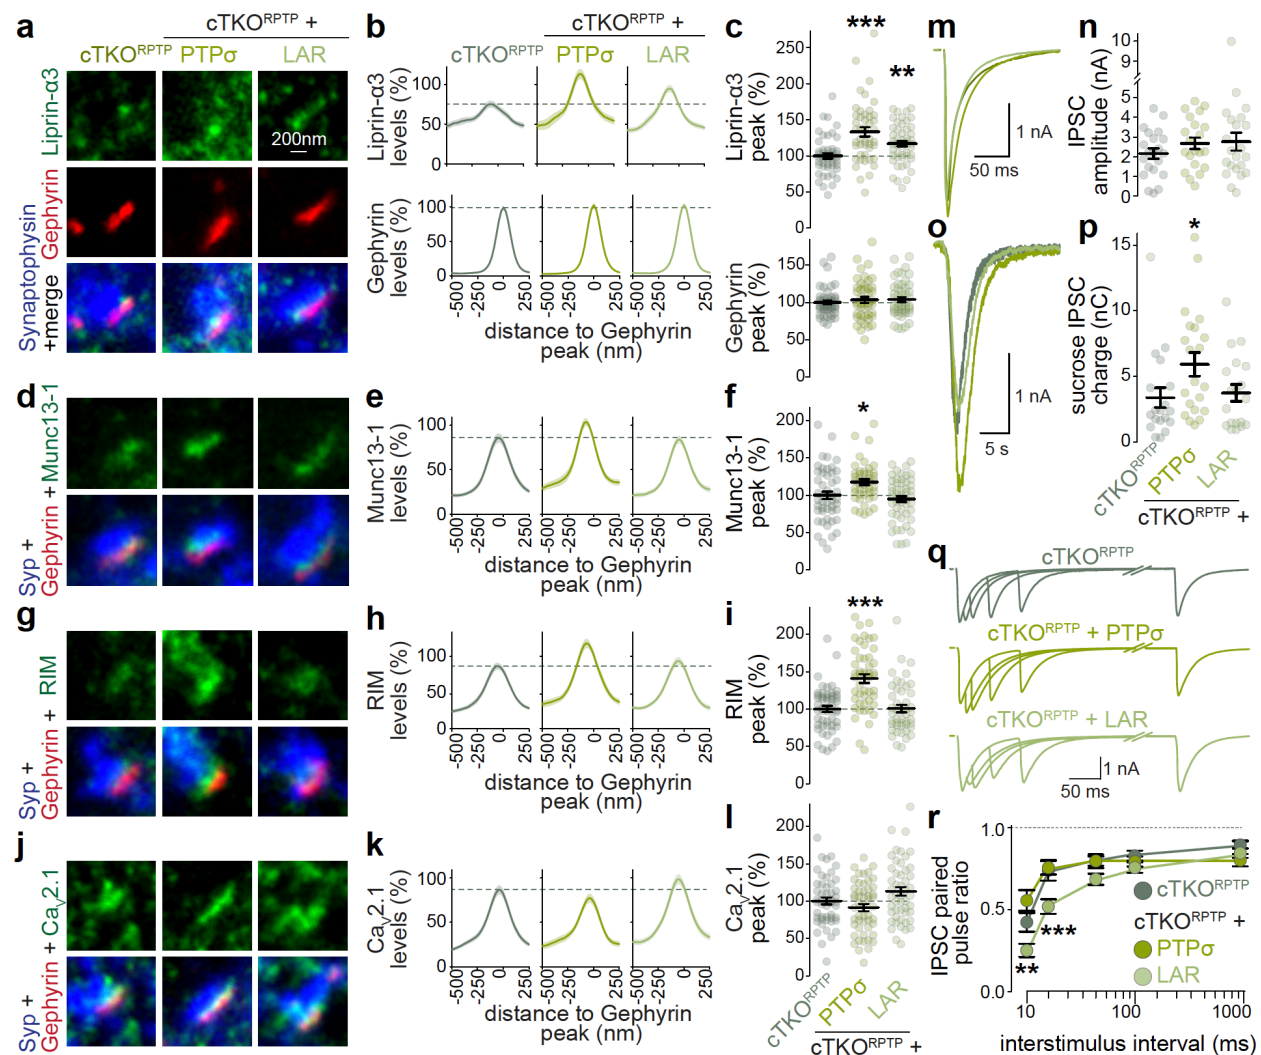 a
cTKO^RPTP +
cTKO^RPTP PTPσ LAR
Liprin-α3
200nm
Gephyrin
Synaptophysin
+merge
b
cTKO^RPTP +
cTKO^RPTP PTPσ LAR
Liprin-α3
levels (%)
100
50
0
Gephyrin
levels (%)
100
50
0
-500 -250 0 250 -500 -250 0 250 -500 -250 0 250
distance to Gephyrin
peak (nm)
c
*** **
Liprin-α3
peak (%)
250
200
150
100
50
0
Gephyrin
peak (%)
150
100
50
0
d
Munc13-1
Syp +
Gephyrin +
e
Munc13-1
levels (%)
100
50
0
-500 -250 0 250 -500 -250 0 250 -500 -250 0 250
distance to Gephyrin
peak (nm)
f
*
Munc13-1
peak (%)
200
150
100
50
0
g
RIM
Syp +
Gephyrin +
h
RIM
levels (%)
100
50
0
-500 -250 0 250 -500 -250 0 250 -500 -250 0 250
distance to Gephyrin
peak (nm)
i
***
RIM
peak (%)
200
150
100
50
0
j
CaV2.1
Syp +
Gephyrin +
k
CaV2.1
levels (%)
100
50
0
-500 -250 0 250 -500 -250 0 250 -500 -250 0 250
distance to Gephyrin
peak (nm)
l
CaV2.1
peak (%)
200
150
100
50
0
cTKO^RPTP PTPσ LAR
cTKO^RPTP +
m
1 nA
50 ms
n
IPSC
amplitude (nA)
10
9
5
4
3
2
1
0
o
1 nA
5 s
p
*
sucrose IPSC
charge (nC)
15
10
5
0
cTKO^RPTP PTPσ LAR
cTKO^RPTP +
q
cTKO^RPTP
cTKO^RPTP + PTPσ
cTKO^RPTP + LAR
1 nA
50 ms
r
IPSC paired
pulse ratio
1.0
0.5
0.0
cTKO^RPTP
cTKO^RPTP +
PTPσ
LAR
***
**
10 100 1000
interstimulus interval (ms)